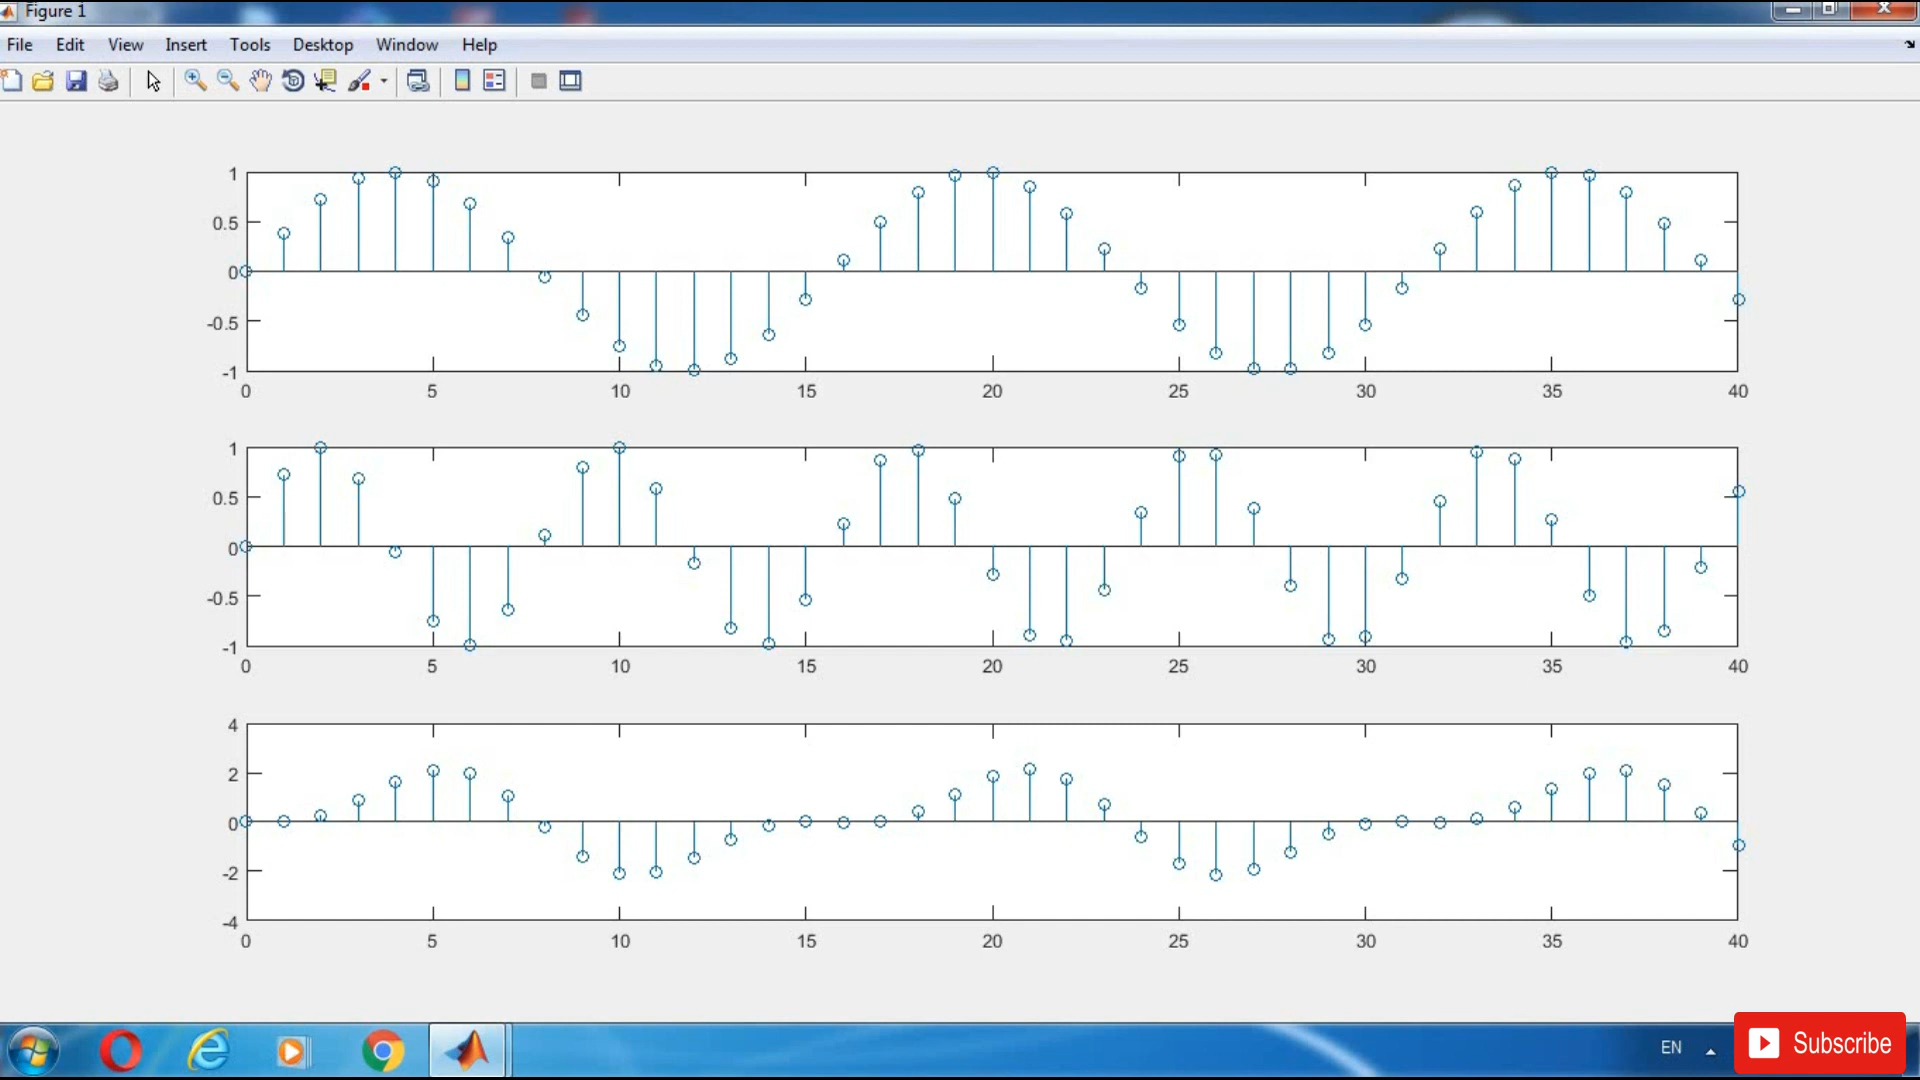 Figure 1
File Edit View Insert Tools Desktop Window Help
1
0.5
0
-0.5
-1
0 5 10 15 20 25 30 35 40
1
0.5
0
-0.5
-1
0 5 10 15 20 25 30 35 40
4
2
0
-2
-4
0 5 10 15 20 25 30 35 40
EN
Subscribe